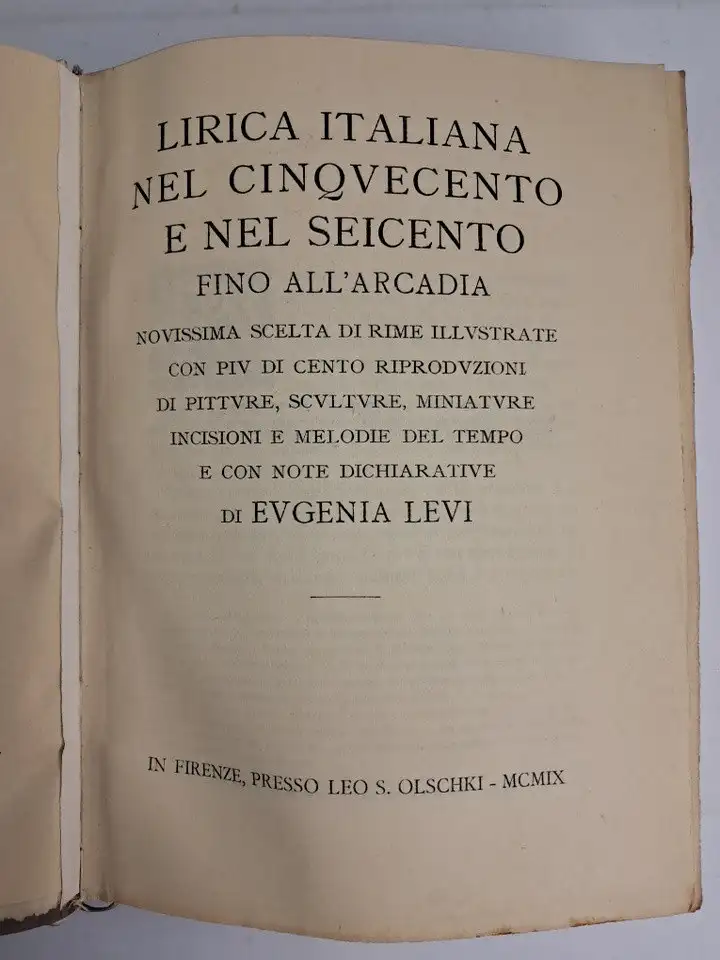 LIRICA ITALIANA
NEL CINQVECENTO
E NEL SEICENTO
FINO ALL'ARCADIA
NOVISSIMA SCELTA DI RIME ILLVSTRATE
CON PIV DI CENTO RIPRODVZIONI
DI PITTVRE, SCVLTVRE, MINIATVRE
INCISIONI E MELODIE DEL TEMPO
E CON NOTE DICHIARATIVE
DI EVGENIA LEVI
IN FIRENZE, PRESSO LEO S. OLSCHKI - MCMIX